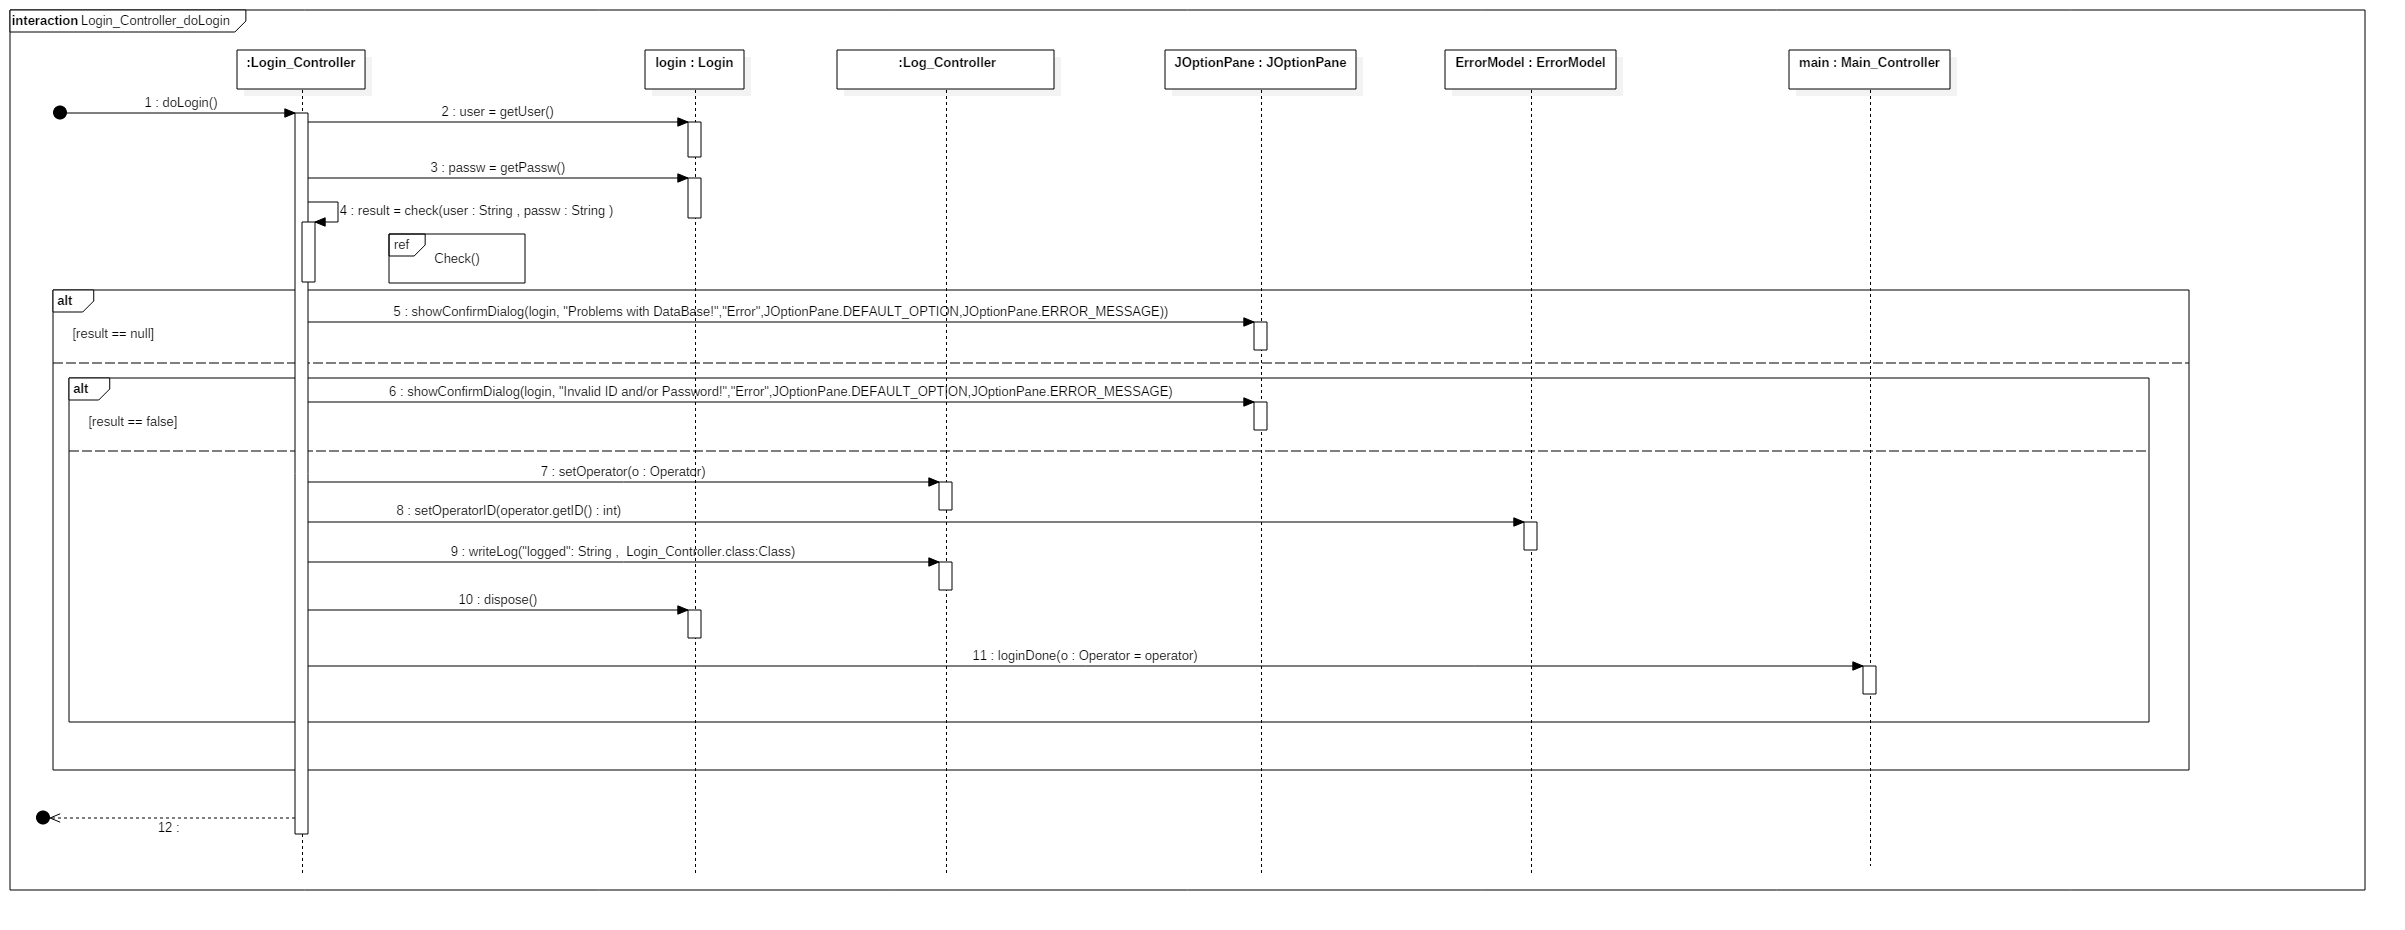 interaction Login_Controller_doLogin
:Login_Controller
login : Login
:Log_Controller
JOptionPane : JOptionPane
ErrorModel : ErrorModel
main : Main_Controller
1 : doLogin()
2 : user = getUser()
3 : passw = getPassw()
4 : result = check(user : String , passw : String )
ref
Check()
alt
5 : showConfirmDialog(login, "Problems with DataBase!","Error",JOptionPane.DEFAULT_OPTION,JOptionPane.ERROR_MESSAGE))
[result == null]
alt
6 : showConfirmDialog(login, "Invalid ID and/or Password!","Error",JOptionPane.DEFAULT_OPTION,JOptionPane.ERROR_MESSAGE)
[result == false]
7 : setOperator(o : Operator)
8 : setOperatorID(operator.getID() : int)
9 : writeLog("logged": String ,  Login_Controller.class:Class)
10 : dispose()
11 : loginDone(o : Operator = operator)
12 :